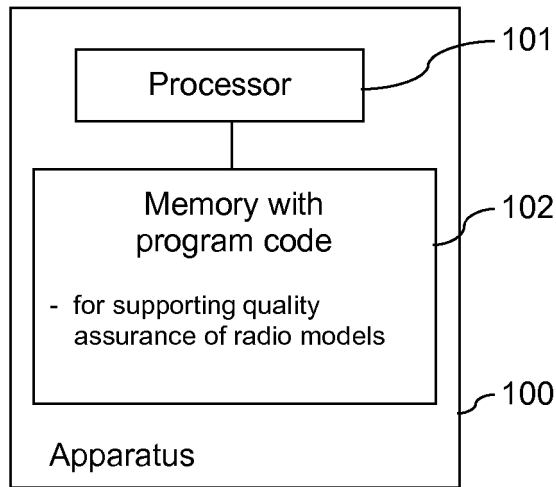 101
Processor
Memory with
program code
102
- for supporting quality
assurance of radio models
100
Apparatus